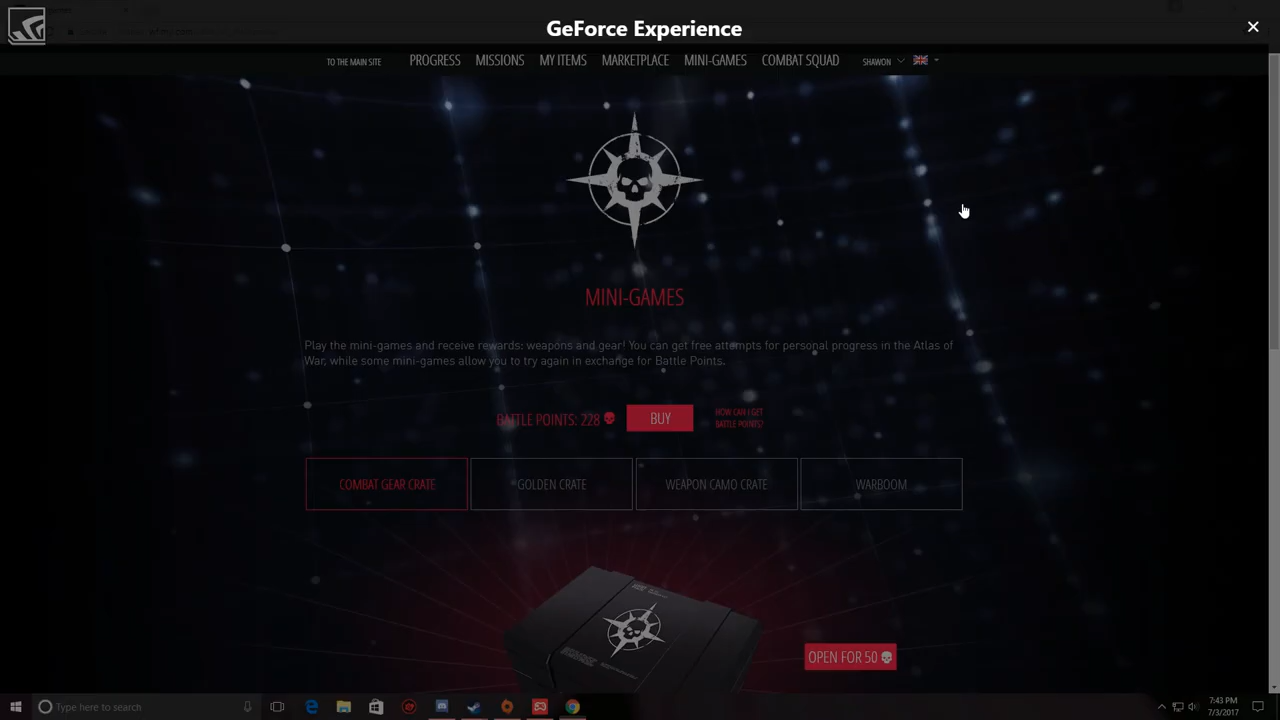 GeForce Experience
TO THE MAIN SITE PROGRESS MISSIONS MY ITEMS MARKETPLACE MINI-GAMES COMBAT SQUAD SHAWON
MINI-GAMES
Play the mini-games and receive rewards: weapons and gear! You can get free attempts for personal progress in the Atlas of
War, while some mini-games allow you to try again in exchange for Battle Points.
BATTLE POINTS: 228 BUY
HOW CAN I GET
BATTLE POINTS?
COMBAT GEAR CRATE GOLDEN CRATE WEAPON CAMO CRATE WARBOOM
OPEN FOR 50
Type here to search
7:43 PM
7/3/2017